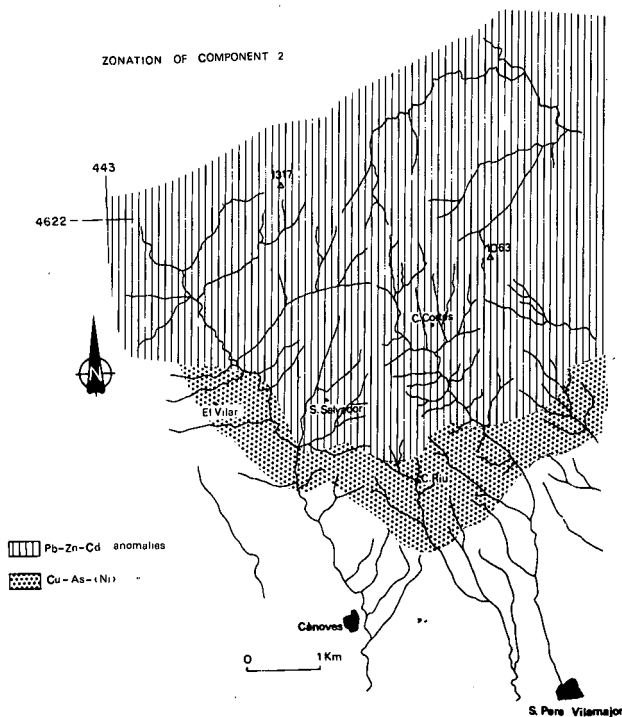 ZONATION OF COMPONENT 2
443
1317
4622
1063
C. Cortés
N
El Vilar
S. Salvador
C. Riu
Pb-Zn-Cd anomalies
Cu-As-(Ni) "
Cànoves
0 1 Km
S. Pere Vilamajor